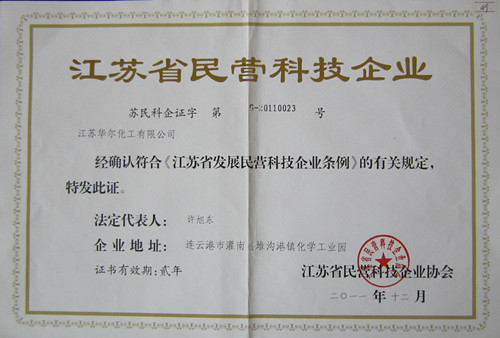 江苏省民营科技企业
苏民科企证字 第 G-20110023 号
江苏华尔化工有限公司
经确认符合《江苏省发展民营科技企业条例》的有关规定,
特发此证。
法定代表人: 许旭东
企业地址: 连云港市灌南县堆沟港镇化学工业园
证书有效期:贰年
江苏省民营科技企业协会
二〇一一 年 十二 月